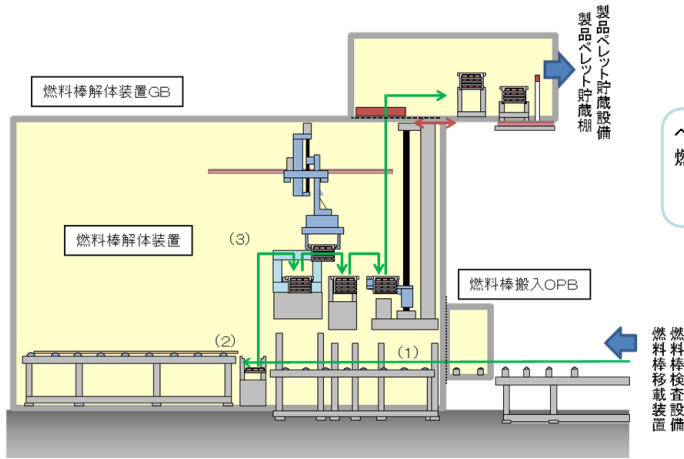 製品ペレット貯蔵設備
製品ペレット貯蔵棚
燃料棒解体装置GB
燃料棒解体装置
(3)
燃料棒搬入OPB
(2)
(1)
燃料棒検査設備
燃料棒移載装置
ペ
燃